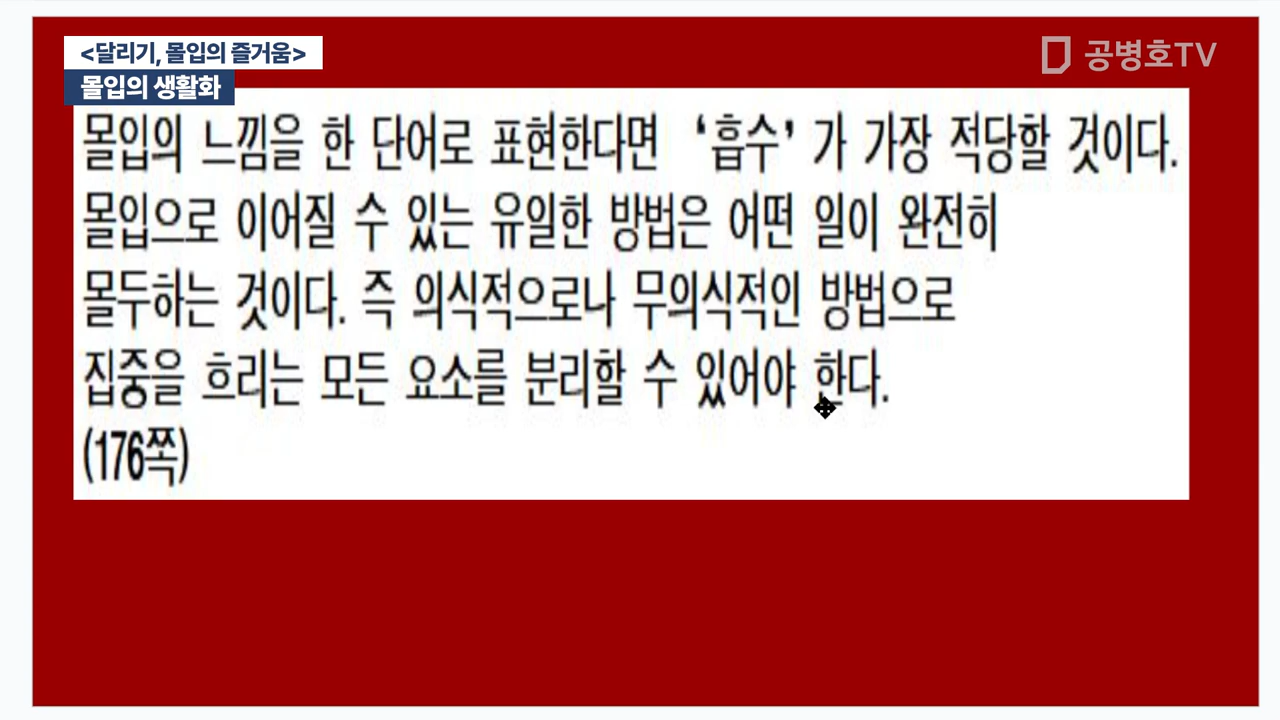 <달리기, 몰입의 즐거움>
공병호TV
몰입의 생활화
몰입의 느낌을 한 단어로 표현한다면 ‘흡수’가 가장 적당할 것이다.
몰입으로 이어질 수 있는 유일한 방법은 어떤 일이 완전히
몰두하는 것이다. 즉 의식적으로나 무의식적인 방법으로
집중을 흐리는 모든 요소를 분리할 수 있어야 한다.
(176쪽)